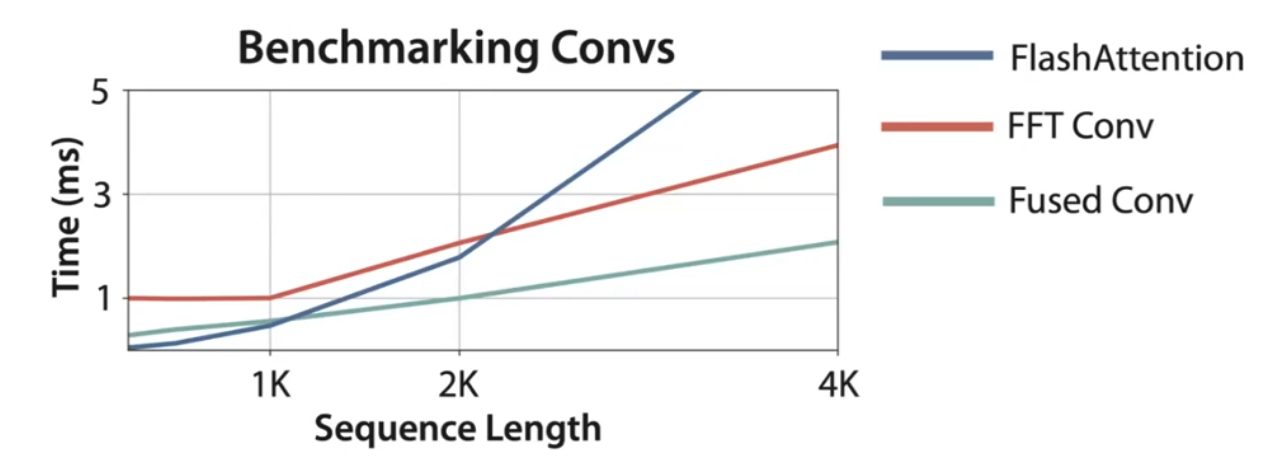 Benchmarking Convs
FlashAttention
FFT Conv
Fused Conv
Time (ms)
5
3
1
1K 2K 4K
Sequence Length